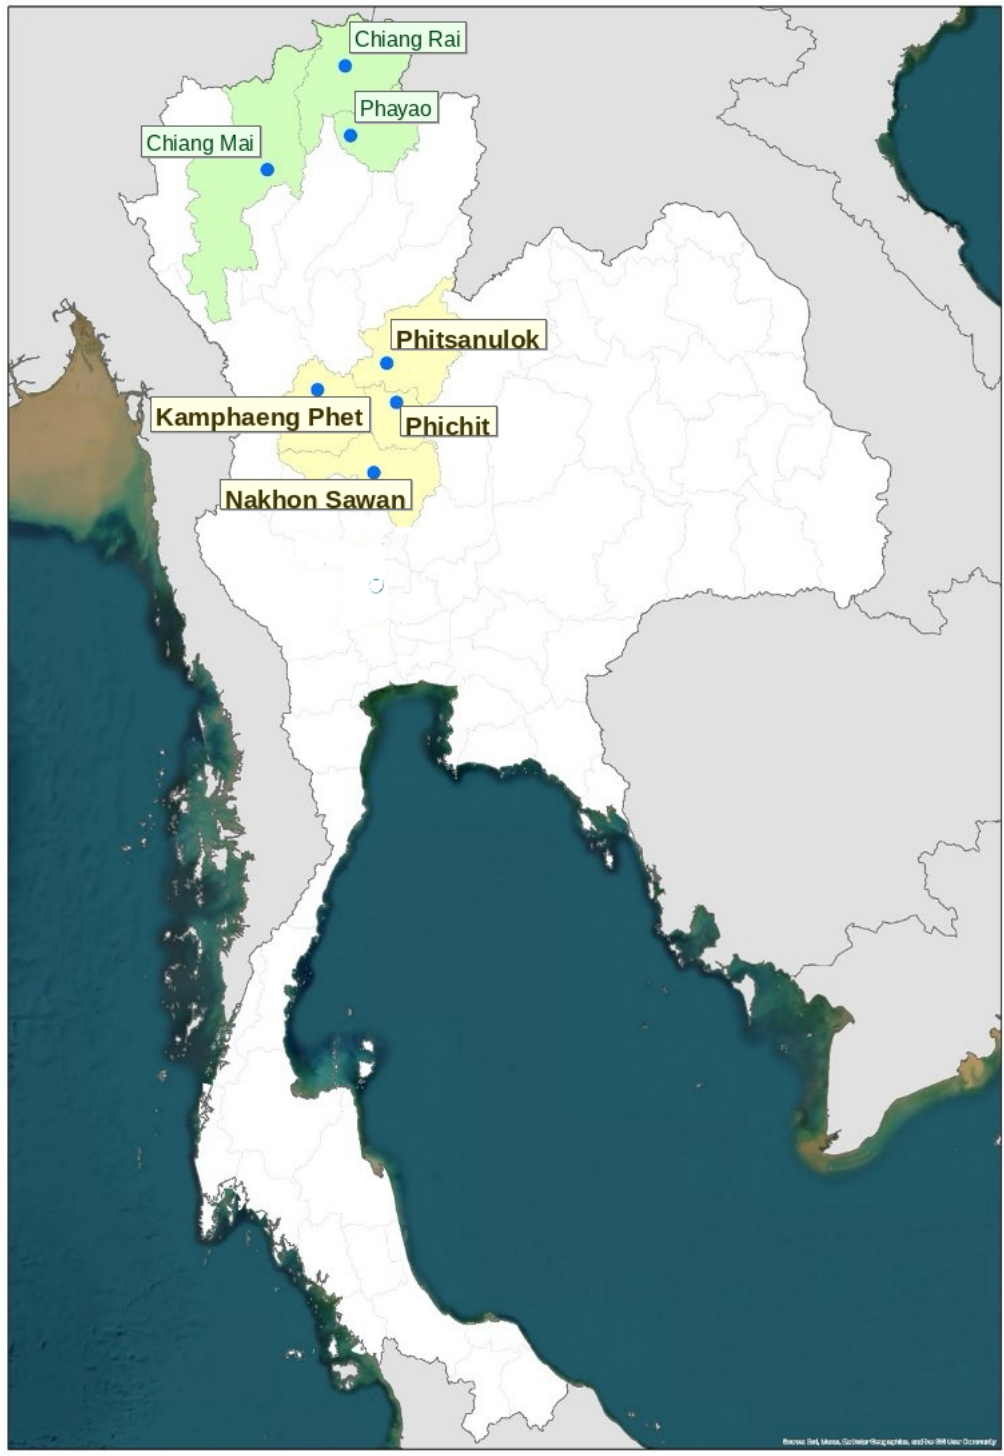 Chiang Rai
Phayao
Chiang Mai
Phitsanulok
Kamphaeng Phet
Phichit
Nakhon Sawan